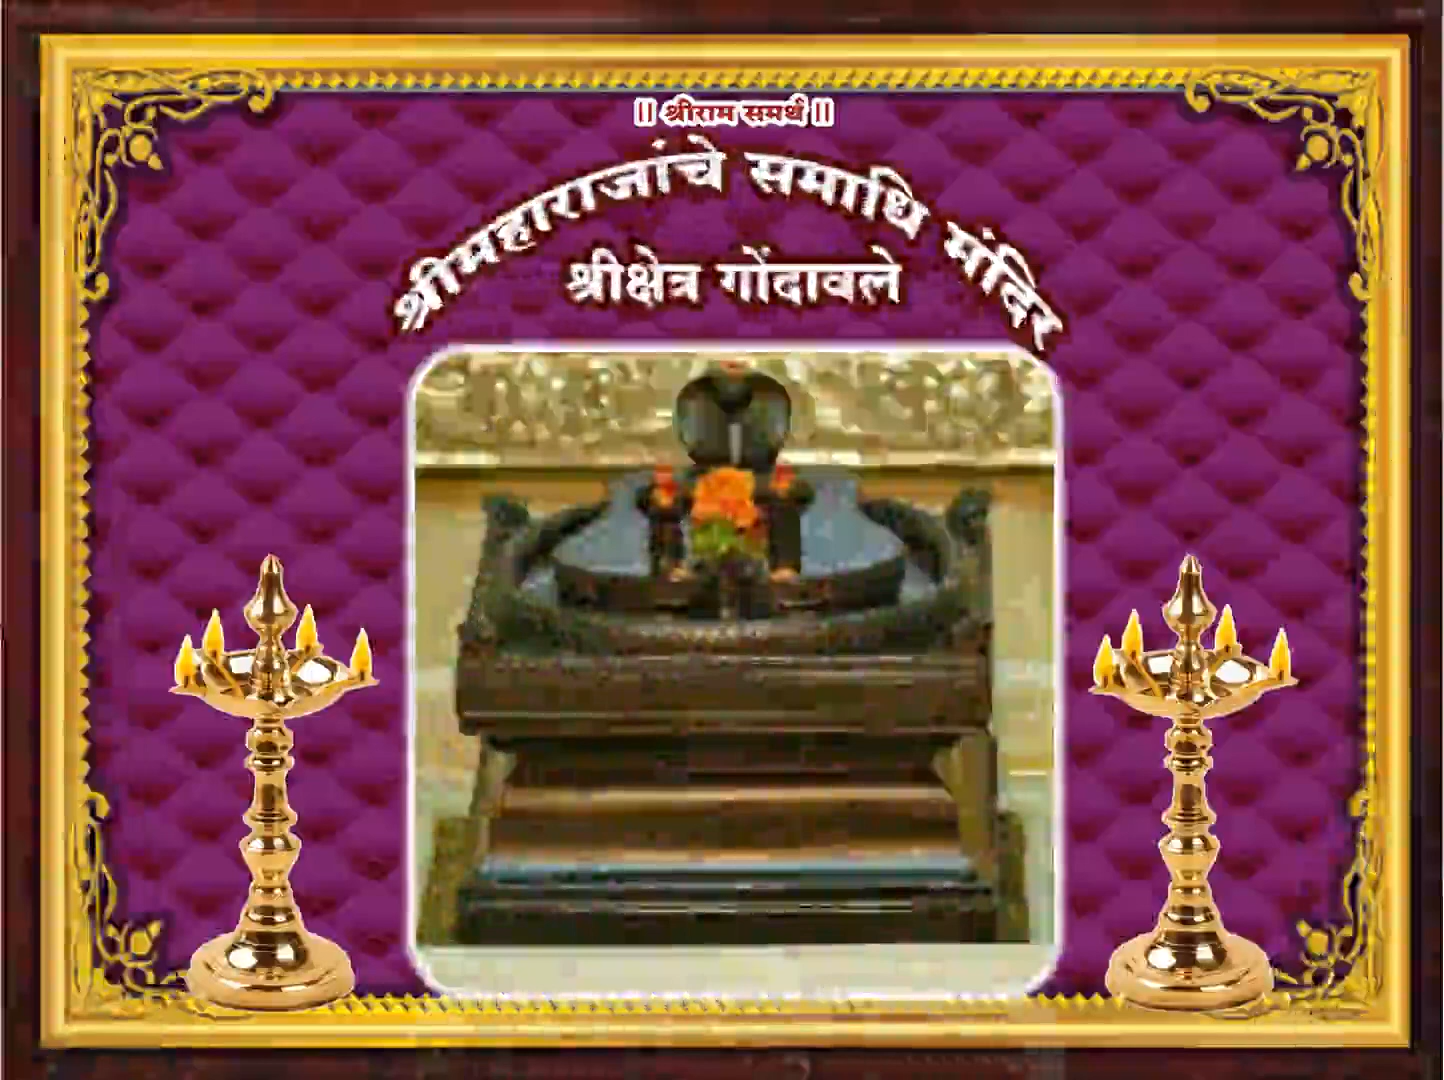 ॥ श्रीराम समर्थ ॥
श्रीमहाराजांचे समाधि मंदिर
श्रीक्षेत्र गोंदावले